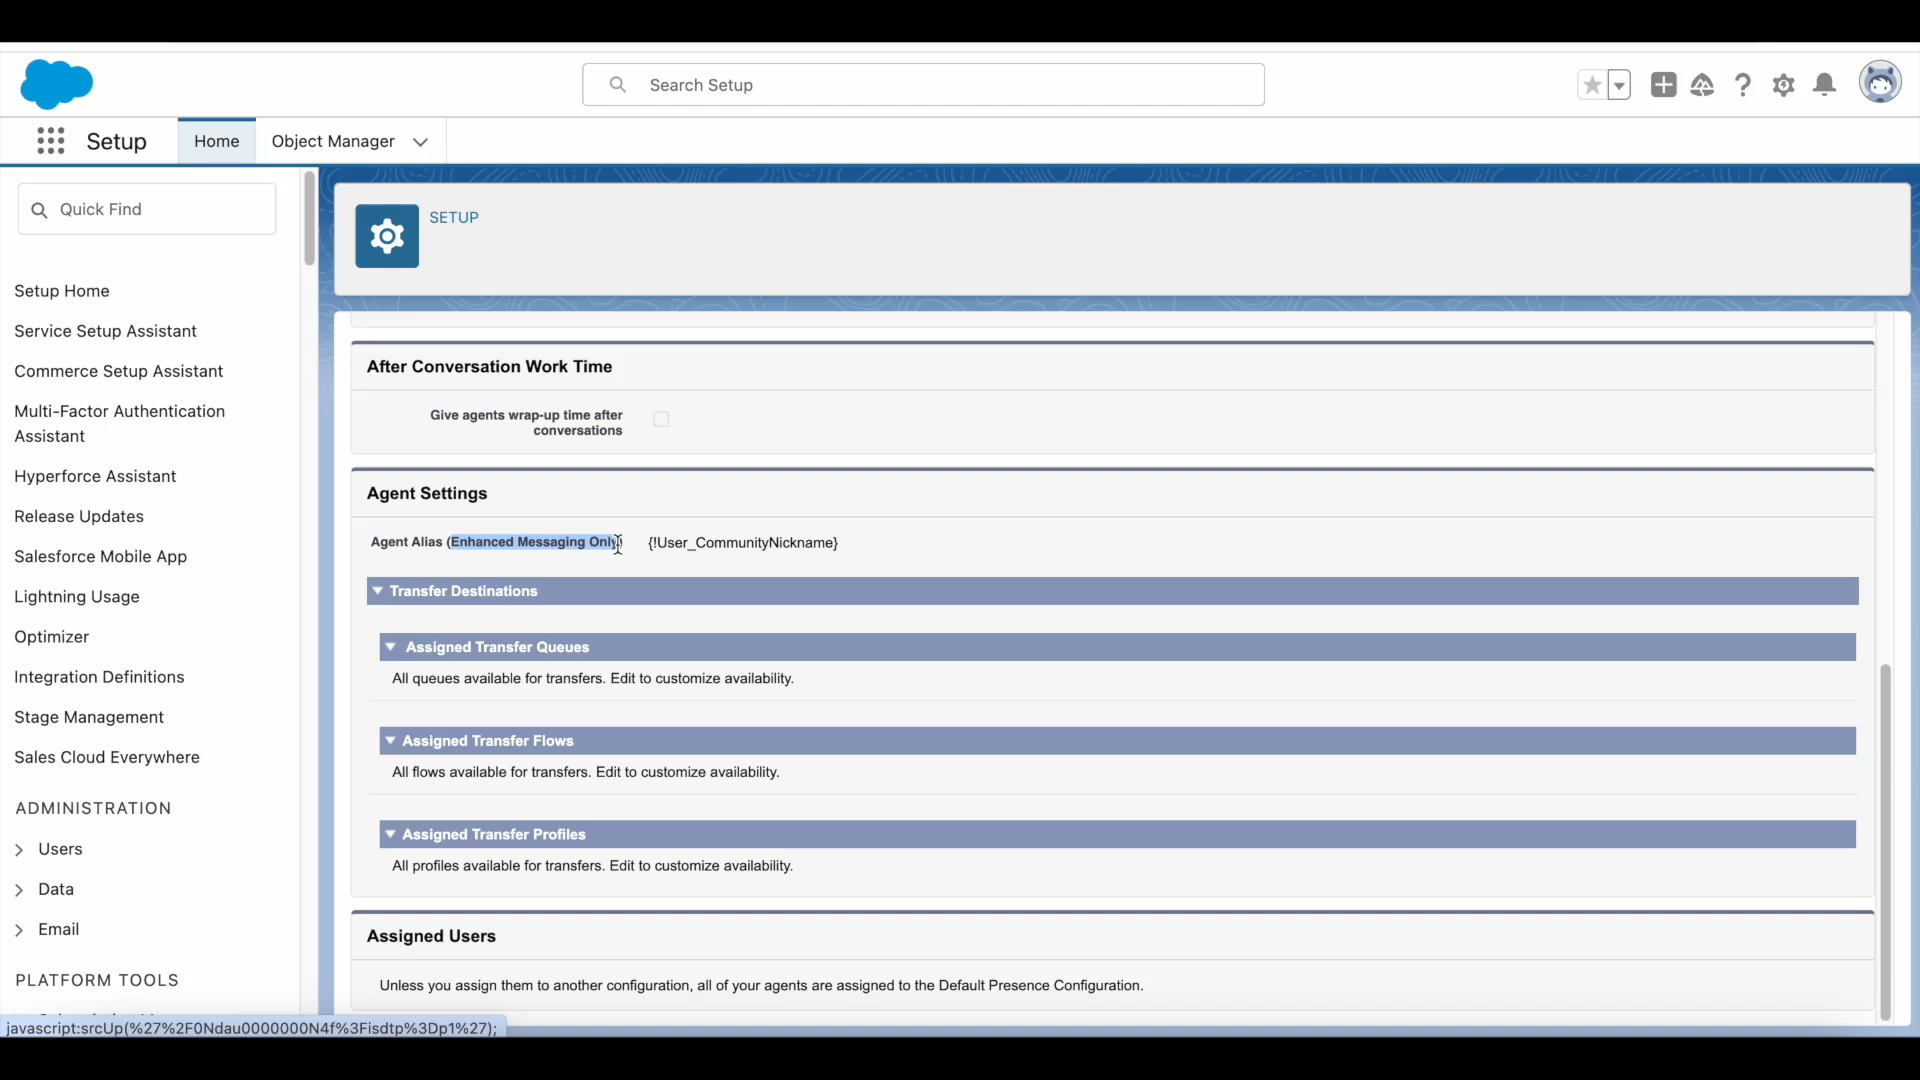 Search Setup
Setup
Home
Object Manager
Quick Find
SETUP
Setup Home
Service Setup Assistant
Commerce Setup Assistant
Multi-Factor Authentication
Assistant
Hyperforce Assistant
Release Updates
Salesforce Mobile App
Lightning Usage
Optimizer
Integration Definitions
Stage Management
Sales Cloud Everywhere
ADMINISTRATION
Users
Data
Email
PLATFORM TOOLS
After Conversation Work Time
Give agents wrap-up time after
conversations
Agent Settings
Agent Alias (Enhanced Messaging Only) {!User_CommunityNickname}
Transfer Destinations
Assigned Transfer Queues
All queues available for transfers. Edit to customize availability.
Assigned Transfer Flows
All flows available for transfers. Edit to customize availability.
Assigned Transfer Profiles
All profiles available for transfers. Edit to customize availability.
Assigned Users
Unless you assign them to another configuration, all of your agents are assigned to the Default Presence Configuration.
javascript:srcUp(%27%2F0Ndau0000000N4f%3Fisdtp%3Dp1%27);